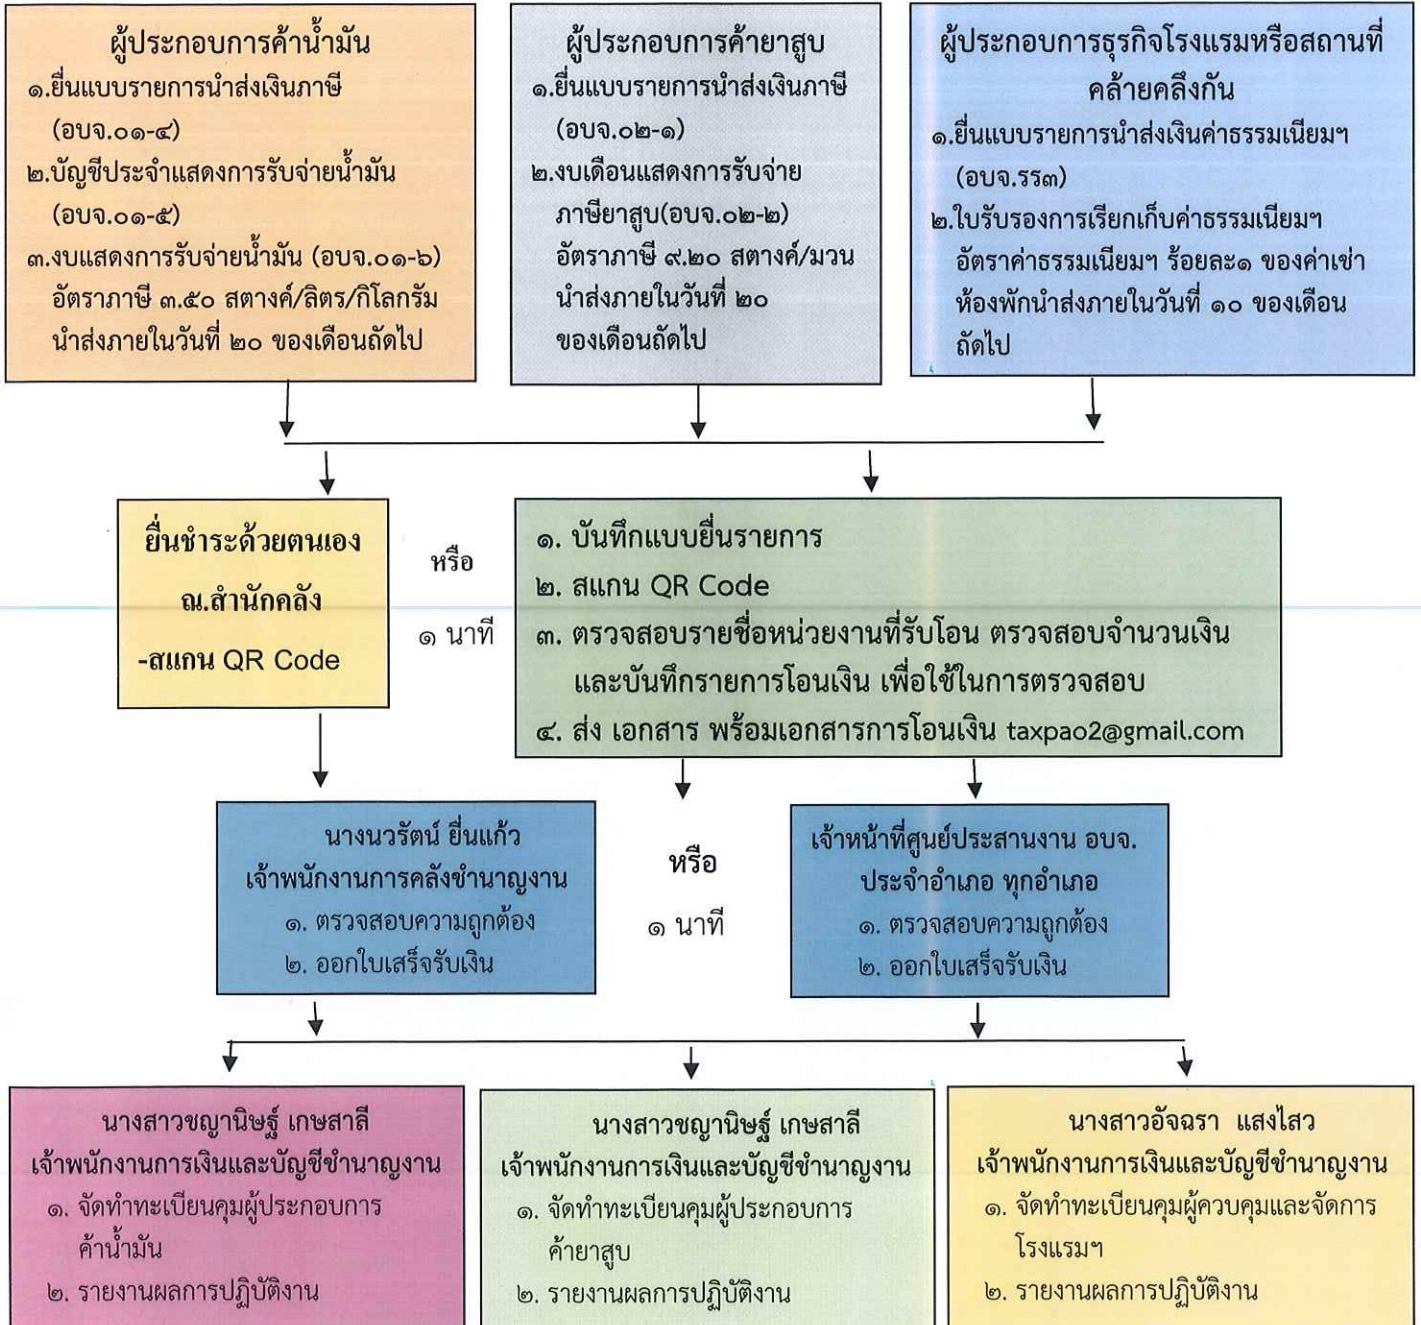 ผู้ประกอบการค้าน้ำมัน
๑.ยื่นแบบรายการนำส่งเงินภาษี
(อบจ.๐๑-๔)
๒.บัญชีประจำแสดงการรับจ่ายน้ำมัน
(อบจ.๐๑-๕)
๓.งบแสดงการรับจ่ายน้ำมัน (อบจ.๐๑-๖)
อัตราภาษี ๓.๕๐ สตางค์/ลิตร/กิโลกรัม
นำส่งภายในวันที่ ๒๐ ของเดือนถัดไป
ผู้ประกอบการค้ายาสูบ
๑.ยื่นแบบรายการนำส่งเงินภาษี
(อบจ.๐๒-๑)
๒.งบเดือนแสดงการรับจ่าย
ภาษียาสูบ(อบจ.๐๒-๒)
อัตราภาษี ๙.๒๐ สตางค์/มวน
นำส่งภายในวันที่ ๒๐
ของเดือนถัดไป
ผู้ประกอบการธุรกิจโรงแรมหรือสถานที่
คล้ายคลึงกัน
๑.ยื่นแบบรายการนำส่งเงินค่าธรรมเนียมฯ
(อบจ.รร๓)
๒.ใบรับรองการเรียกเก็บค่าธรรมเนียมฯ
อัตราค่าธรรมเนียมฯ ร้อยละ๑ ของค่าเช่า
ห้องพักนำส่งภายในวันที่ ๑๐ ของเดือน
ถัดไป
ยื่นชำระด้วยตนเอง
ณ.สำนักคลัง
-สแกน QR Code
หรือ
๑ นาที
๑. บันทึกแบบยื่นรายการ
๒. สแกน QR Code
๓. ตรวจสอบรายชื่อหน่วยงานที่รับโอน ตรวจสอบจำนวนเงิน
และบันทึกรายการโอนเงิน เพื่อใช้ในการตรวจสอบ
๔. ส่ง เอกสาร พร้อมเอกสารการโอนเงิน taxpao2@gmail.com
นางนวรัตน์ ยื่นแก้ว
เจ้าพนักงานการคลังชำนาญงาน
๑. ตรวจสอบความถูกต้อง
๒. ออกใบเสร็จรับเงิน
หรือ
๑ นาที
เจ้าหน้าที่ศูนย์ประสานงาน อบจ.
ประจำอำเภอ ทุกอำเภอ
๑. ตรวจสอบความถูกต้อง
๒. ออกใบเสร็จรับเงิน
นางสาวชญานิษฐ์ เกษสาลี
เจ้าพนักงานการเงินและบัญชีชำนาญงาน
๑. จัดทำทะเบียนคุมผู้ประกอบการ
ค้าน้ำมัน
๒. รายงานผลการปฏิบัติงาน
นางสาวชญานิษฐ์ เกษสาลี
เจ้าพนักงานการเงินและบัญชีชำนาญงาน
๑. จัดทำทะเบียนคุมผู้ประกอบการ
ค้ายาสูบ
๒. รายงานผลการปฏิบัติงาน
นางสาวอัจฉรา แสงไสว
เจ้าพนักงานการเงินและบัญชีชำนาญงาน
๑. จัดทำทะเบียนคุมผู้ควบคุมและจัดการ
โรงแรมฯ
๒. รายงานผลการปฏิบัติงาน